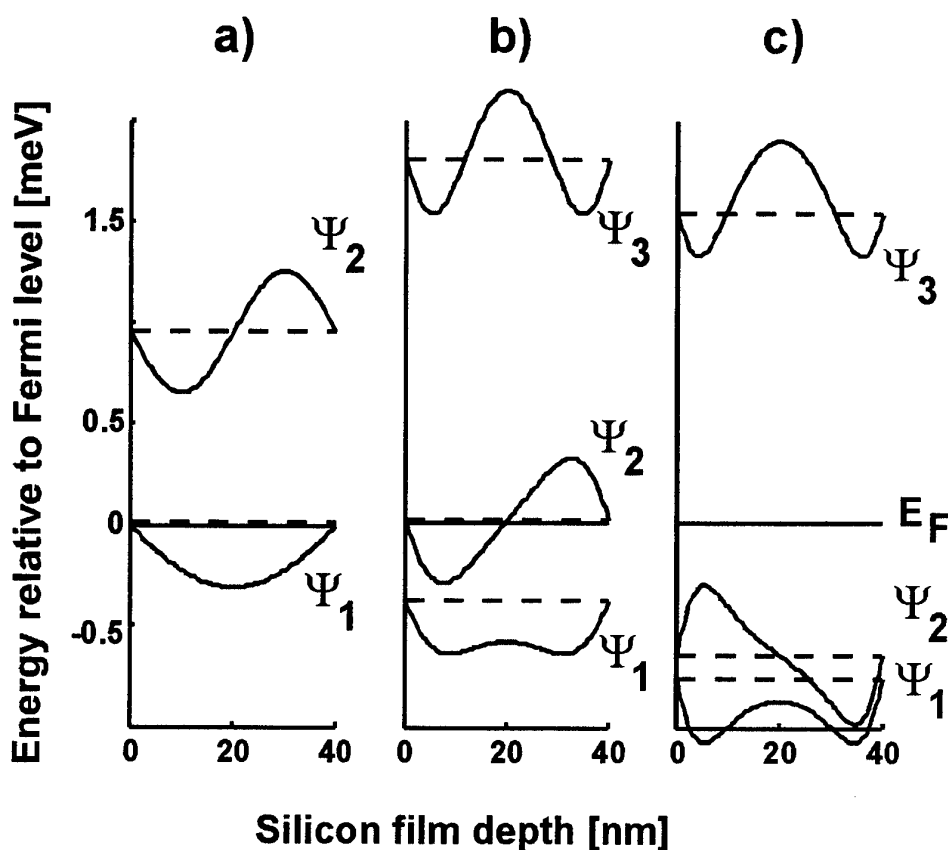 a) b) c)
Energy relative to Fermi level [meV]
1.5
0.5
0
-0.5
Ψ2
Ψ1
0 20 40
Ψ3
Ψ2
Ψ1
0 20 40
Ψ3
EF
Ψ2
Ψ1
0 20 40
Silicon film depth [nm]